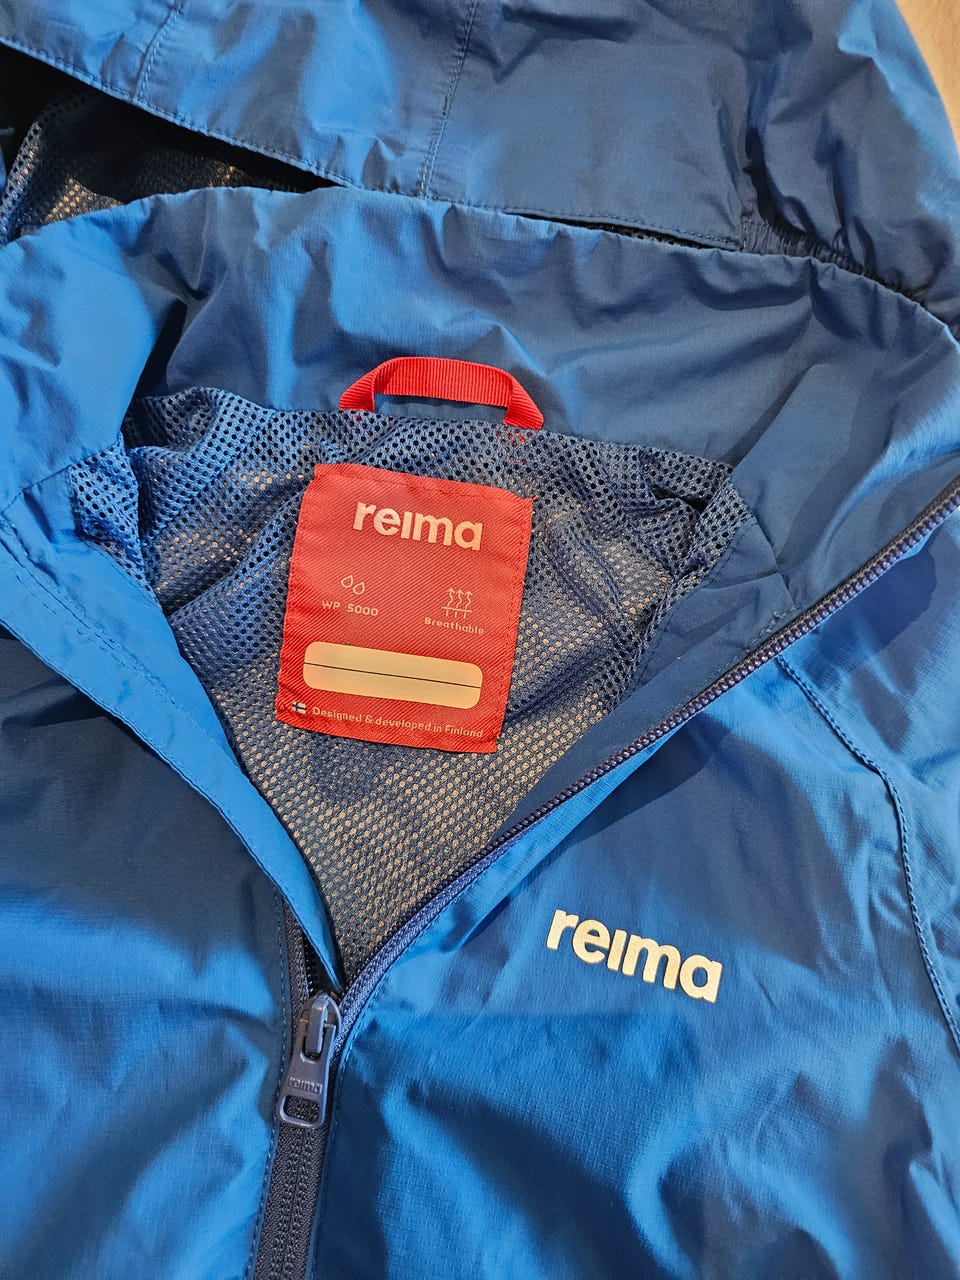 reima
WP 5000
Breathable
Designed & developed in Finland
reima
reima